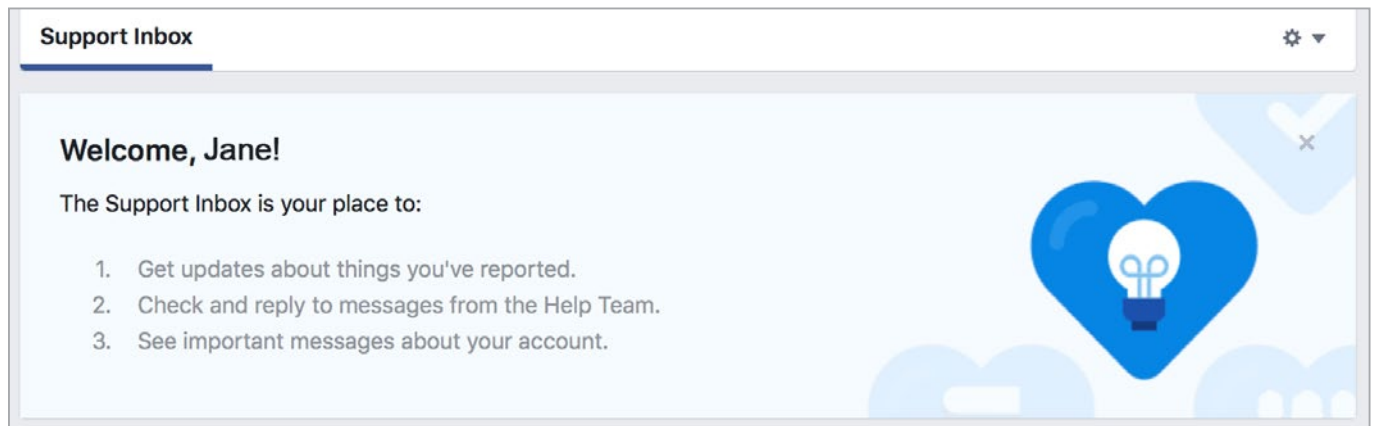 Support Inbox
Welcome, Jane!
The Support Inbox is your place to:
1. Get updates about things you've reported.
2. Check and reply to messages from the Help Team.
3. See important messages about your account.